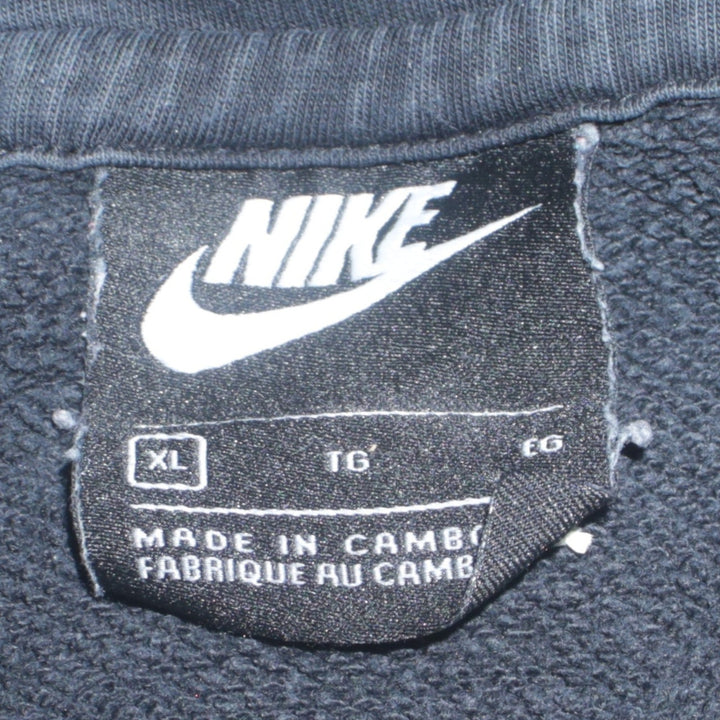 NIKE
XL TG EG
MADE IN CAMBO
FABRIQUE AU CAMB